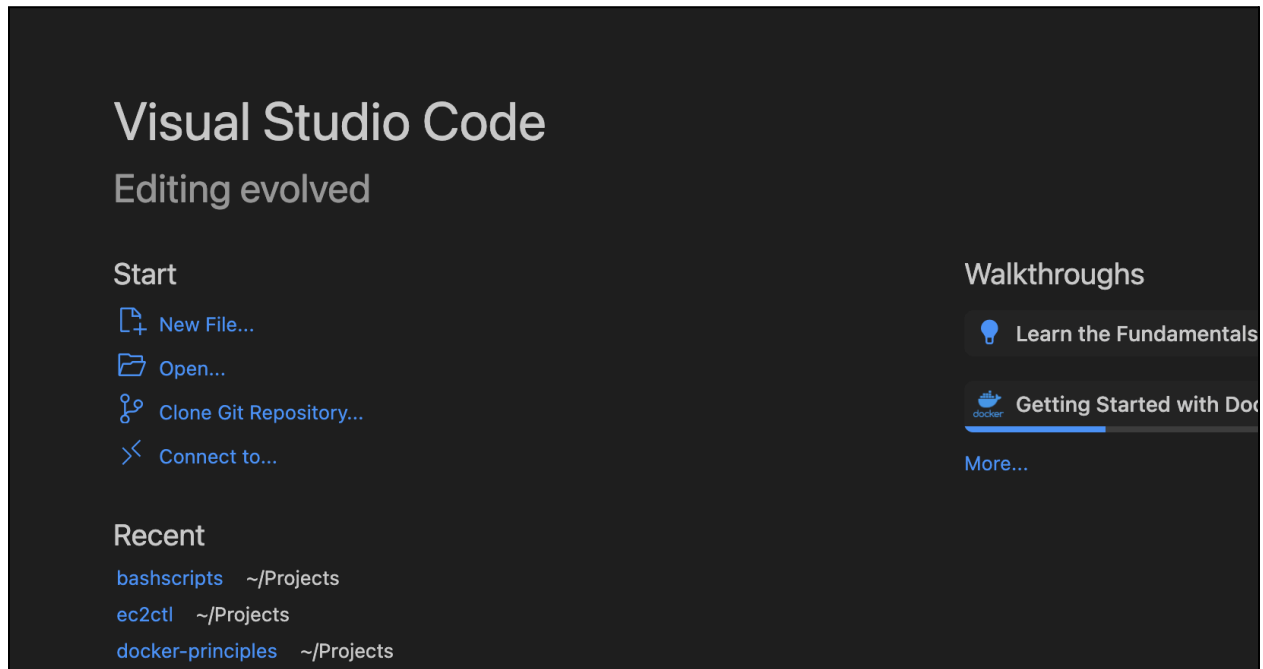 Visual Studio Code
Editing evolved
Start
New File...
Open...
Clone Git Repository...
Connect to...
Recent
bashscripts ~/Projects
ec2ctl ~/Projects
docker-principles ~/Projects
Walkthroughs
Learn the Fundamentals
docker Getting Started with Doc
More...